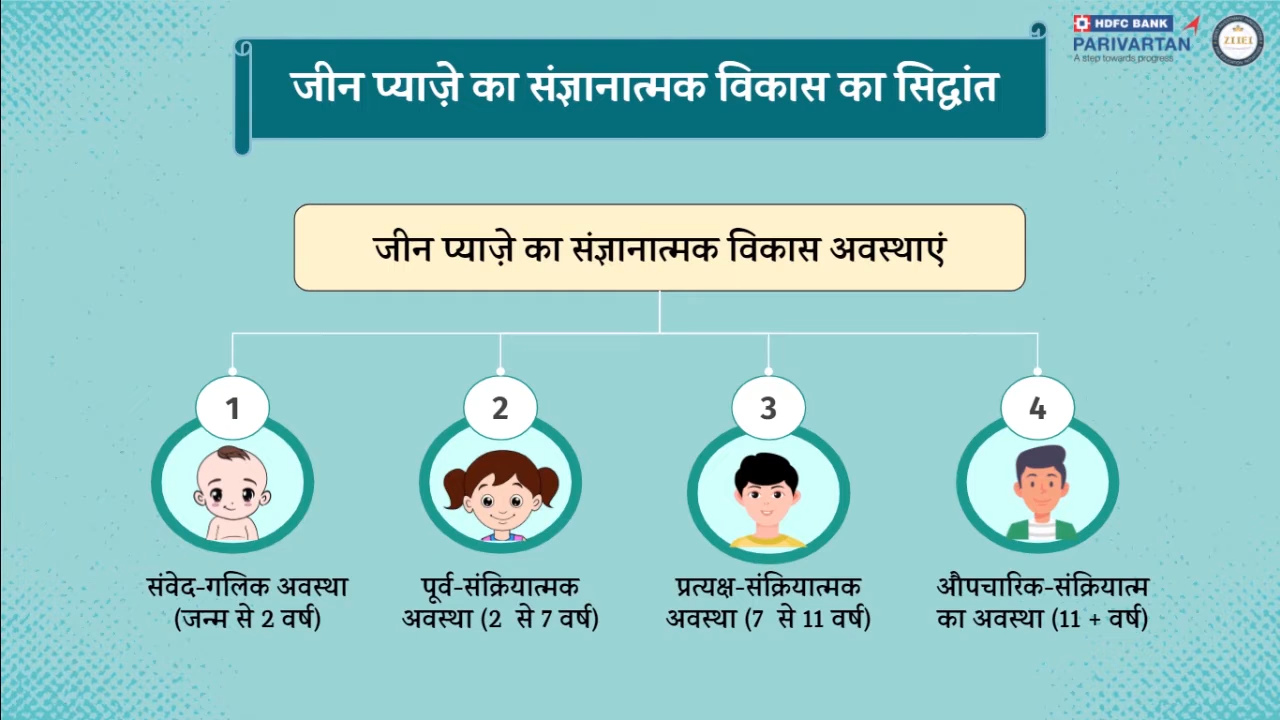 HDFC BANK
PARIVARTAN
A step towards progress
ZIIEI
जीन प्याज़े का संज्ञानात्मक विकास का सिद्धांत
जीन प्याज़े का संज्ञानात्मक विकास अवस्थाएं
1
2
3
4
संवेद-गलिक अवस्था
(जन्म से 2 वर्ष)
पूर्व-संक्रियात्मक
अवस्था (2 से 7 वर्ष)
प्रत्यक्ष-संक्रियात्मक
अवस्था (7 से 11 वर्ष)
औपचारिक-संक्रियात्म
का अवस्था (11 + वर्ष)